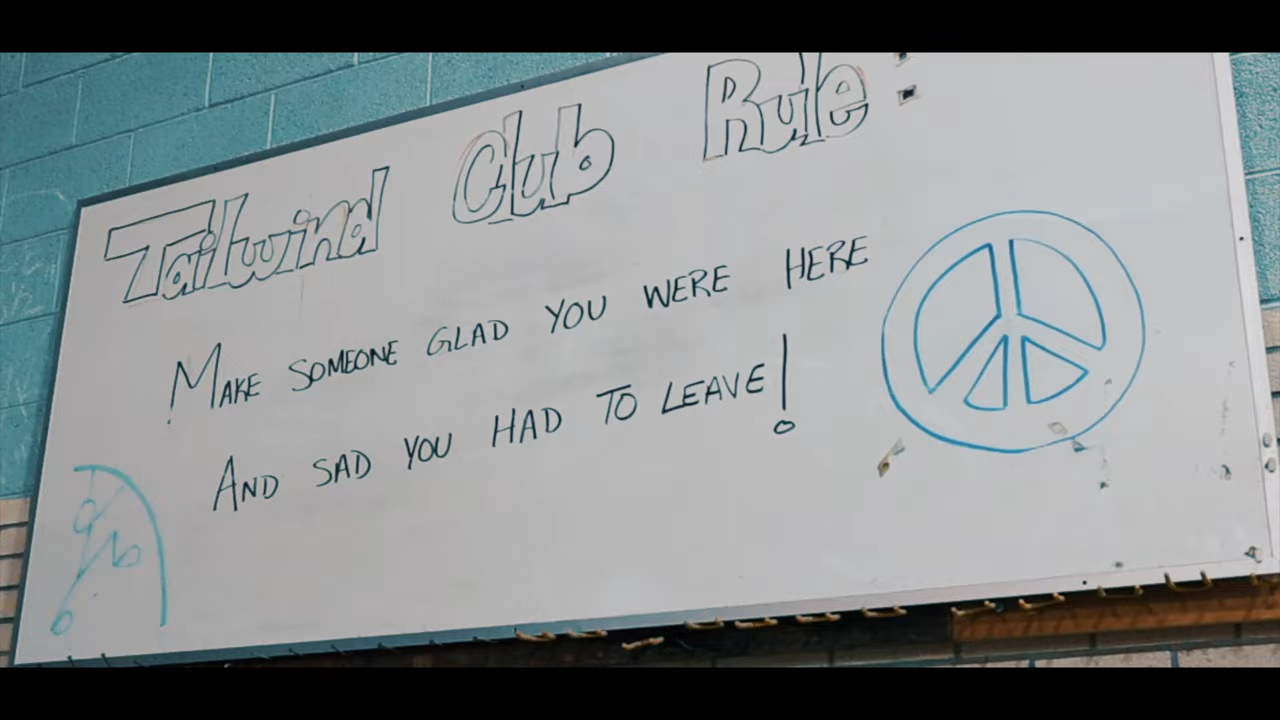 Tailwind Club Rule:
MAKE SOMEONE GLAD YOU WERE HERE
AND SAD YOU HAD TO LEAVE!